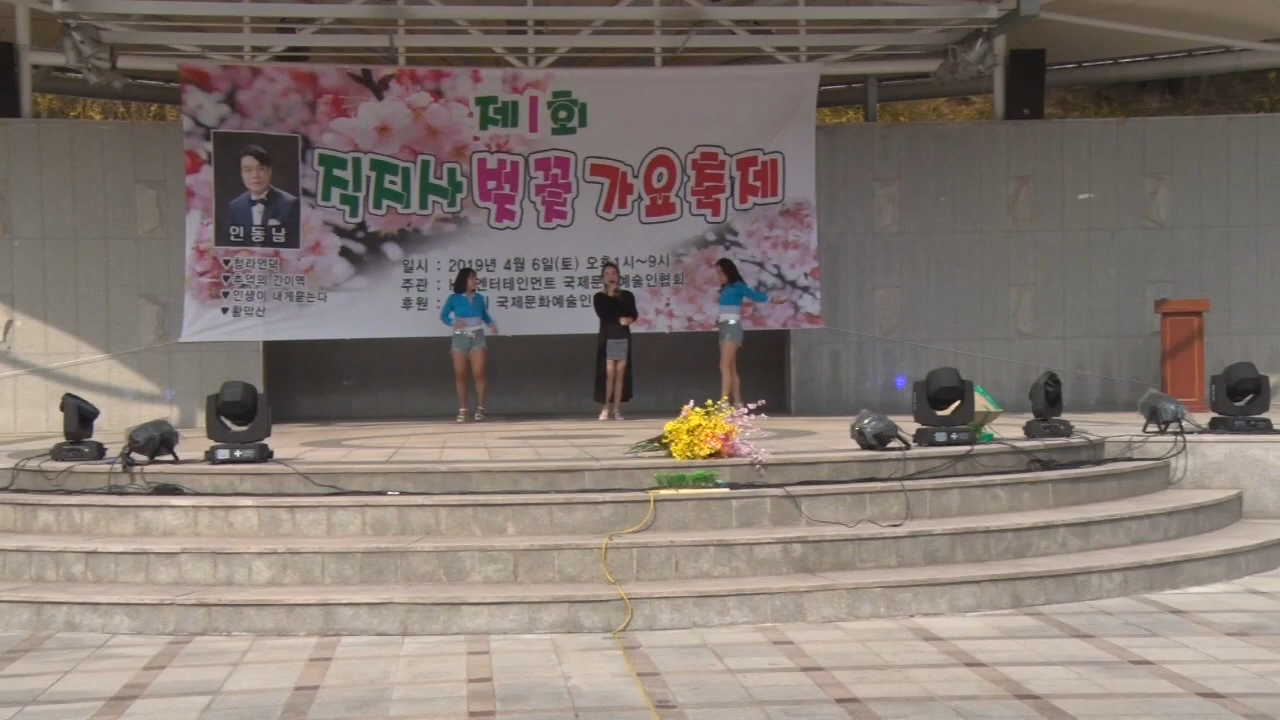 제1회
직지사 벚꽃 가요축제
인동남
♥청라언덕
♥추억의 간이역
♥인생이 내게묻는다
♥황악산
일시 : 2019년 4월 6일(토) 오후1시~9시
주관 : 엔터테인먼트 국제문화예술인협회
후원 : 국제문화예술인